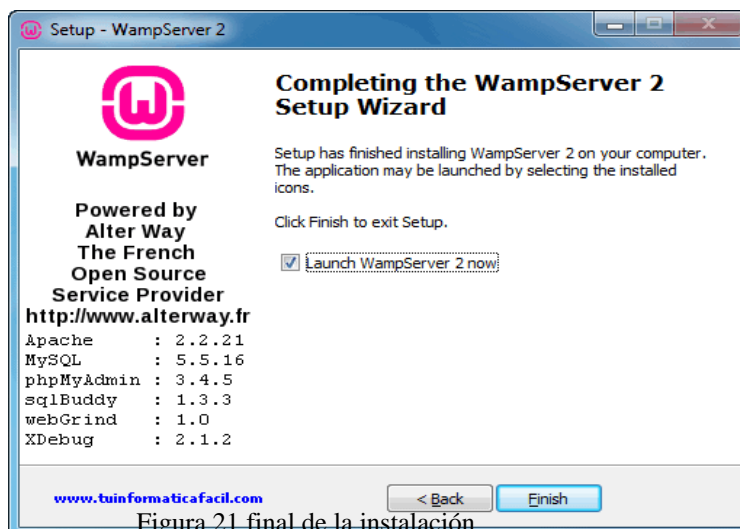 Setup - WampServer 2
WampServer
Powered by
Alter Way
The French
Open Source
Service Provider
http://www.alterway.fr
Apache : 2.2.21
MySQL : 5.5.16
phpMyAdmin : 3.4.5
sqlBuddy : 1.3.3
webGrind : 1.0
XDebug : 2.1.2
Completing the WampServer 2
Setup Wizard
Setup has finished installing WampServer 2 on your computer.
The application may be launched by selecting the installed
icons.
Click Finish to exit Setup.
Launch WampServer 2 now
www.tuinformaticafacil.com
< Back
Finish
Figura 21 final de la instalación